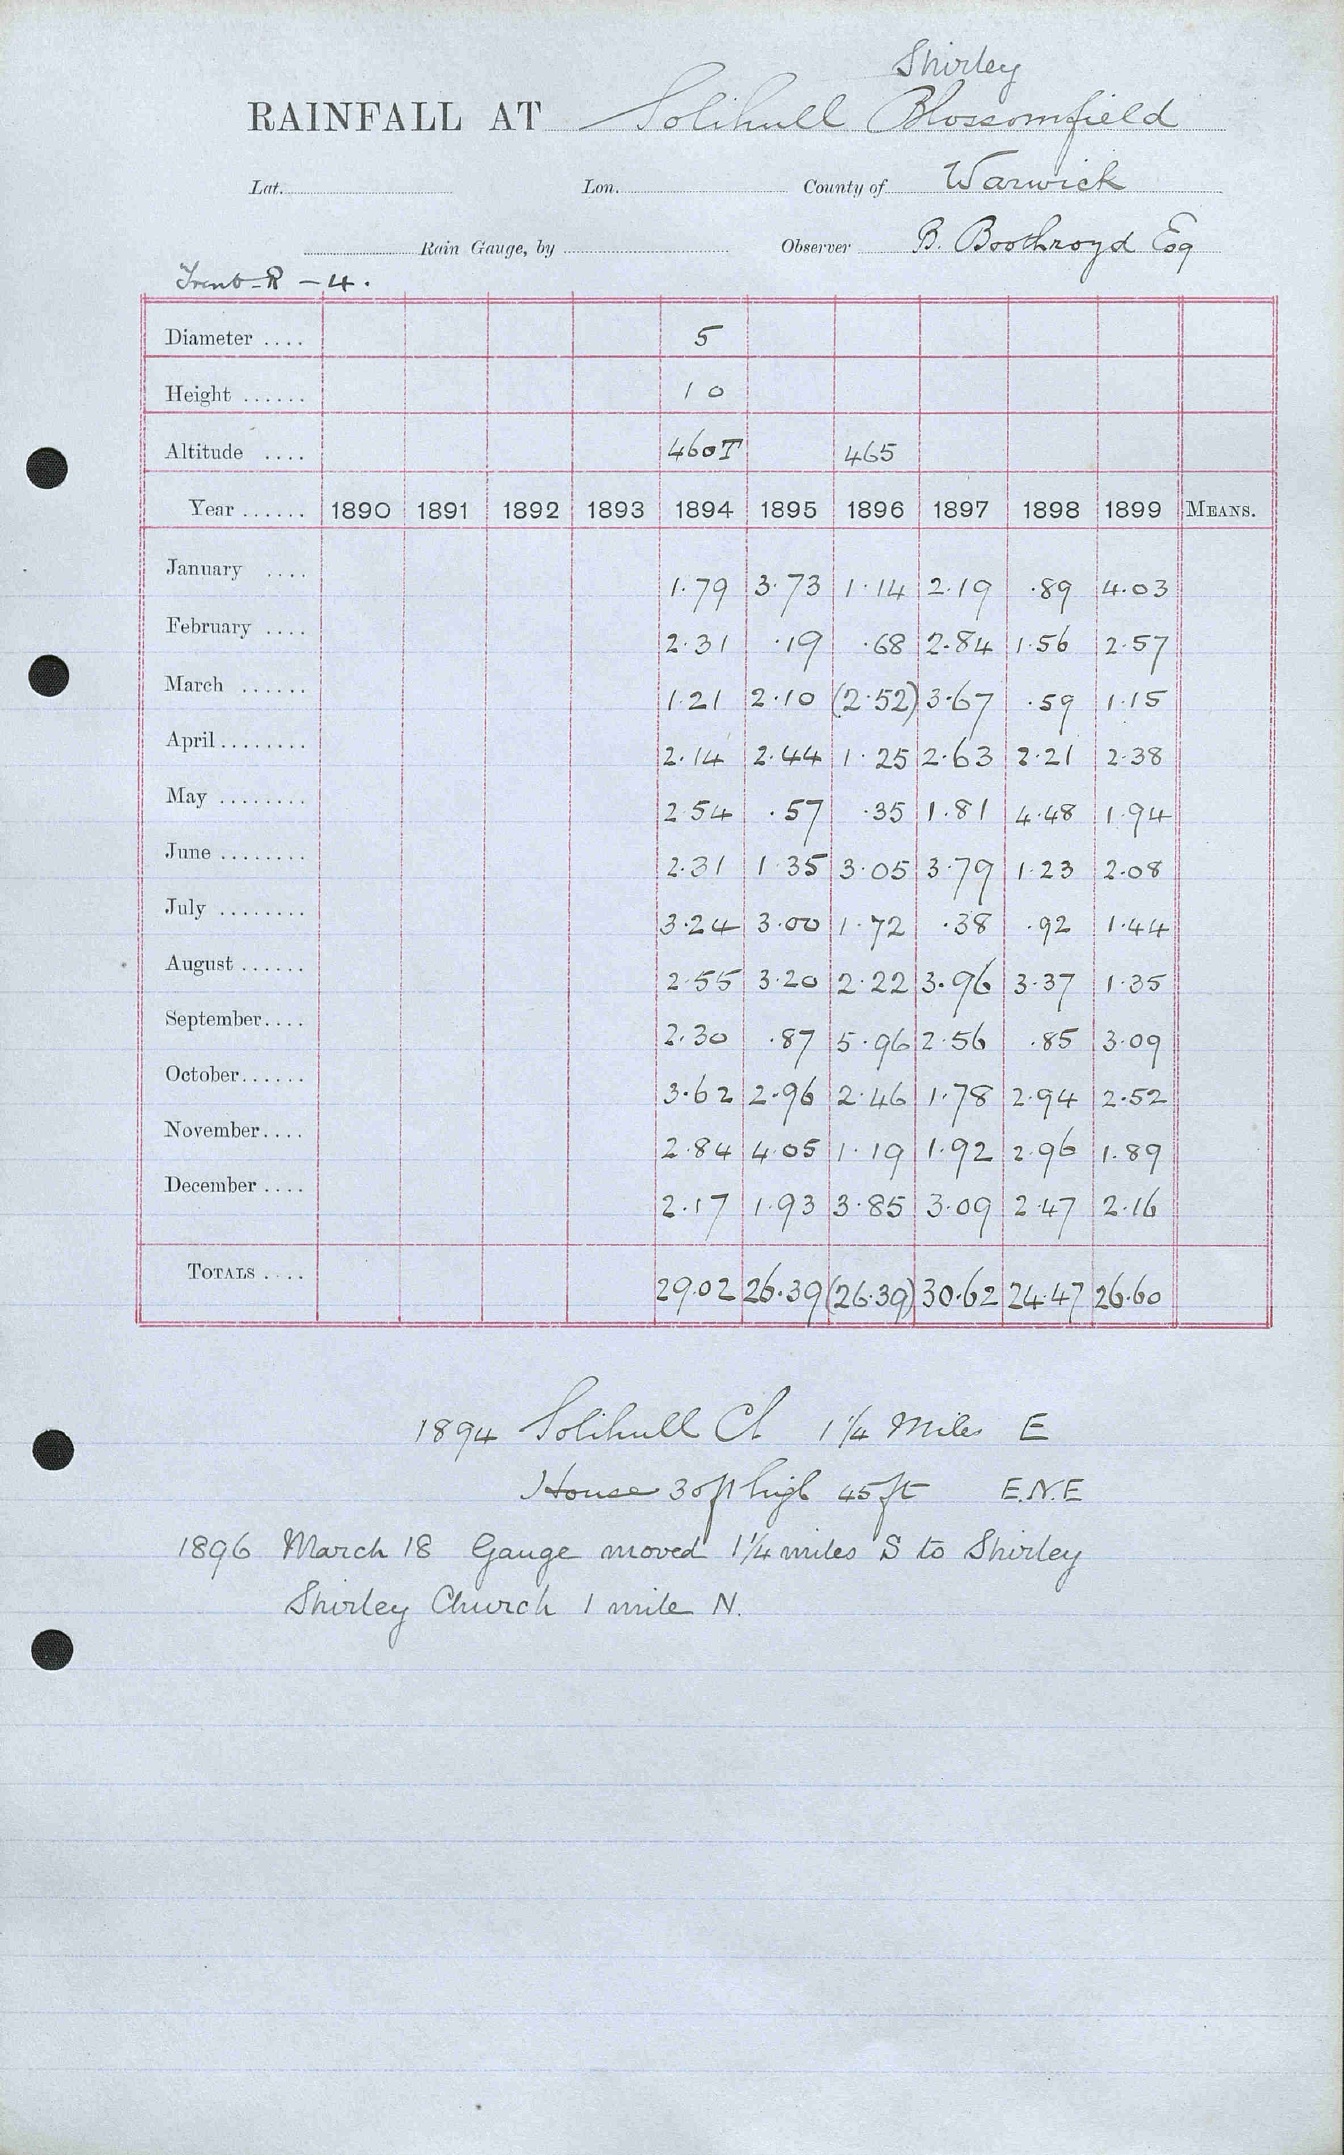 Shirley
RAINFALL AT Solihull Blossomfield
Lat. Lon. County of Warwick
Rain Gauge, by Observer B. Boothroyd Esq
Trent R – 4.
Diameter .... 5
Height ...... 10
Altitude .... 460T 465
Year ...... 1890 1891 1892 1893 1894 1895 1896 1897 1898 1899 MEANS.
January .... 1.79 3.73 1.14 2.19 .89 4.03
February .... 2.31 .19 .68 2.84 1.56 2.57
March ...... 1.21 2.10 (2.52) 3.67 .59 1.15
April ........ 2.14 2.44 1.25 2.63 2.21 2.38
May ........ 2.54 .57 .35 1.81 4.48 1.94
June ........ 2.31 1.35 3.05 3.79 1.23 2.08
July ........ 3.24 3.00 1.72 .38 .92 1.44
August ...... 2.55 3.20 2.22 3.96 3.37 1.35
September .... 2.30 .87 5.96 2.56 .85 3.09
October ...... 3.62 2.96 2.46 1.78 2.94 2.52
November .... 2.84 4.05 1.19 1.92 2.96 1.89
December .... 2.17 1.93 3.85 3.09 2.47 2.16
TOTALS .... 29.02 26.39 (26.39) 30.62 24.47 26.60
1894 Solihull Ch 1¼ Miles E
House 30ft high 45ft E.N.E
1896 March 18 Gauge moved 1¼ miles S to Shirley
Shirley Church 1 mile N.